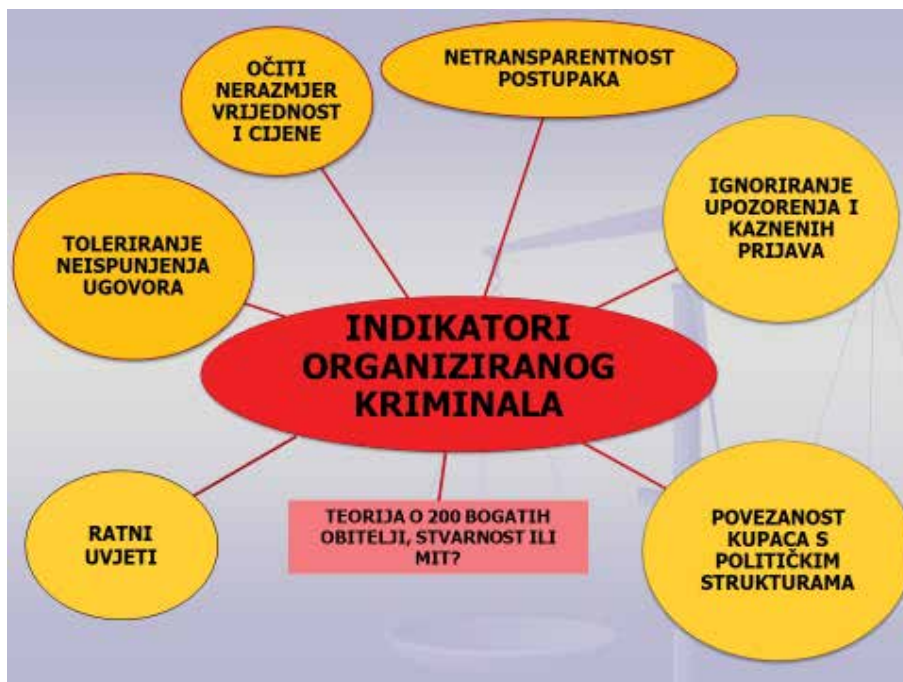 OČITI
NERAZMJER
VRIJEDNOST
I CIJENE
NETRANSPARENTNOST
POSTUPAKA
IGNORIRANJE
UPOZORENJA I
KAZNENIH
PRIJAVA
TOLERIRANJE
NEISPUNJENJA
UGOVORA
INDIKATORI
ORGANIZIRANOG
KRIMINALA
RATNI
UVJETI
TEORIJA O 200 BOGATIH
OBITELJI, STVARNOST ILI
MIT?
POVEZANOST
KUPACA S
POLITIČKIM
STRUKTURAMA